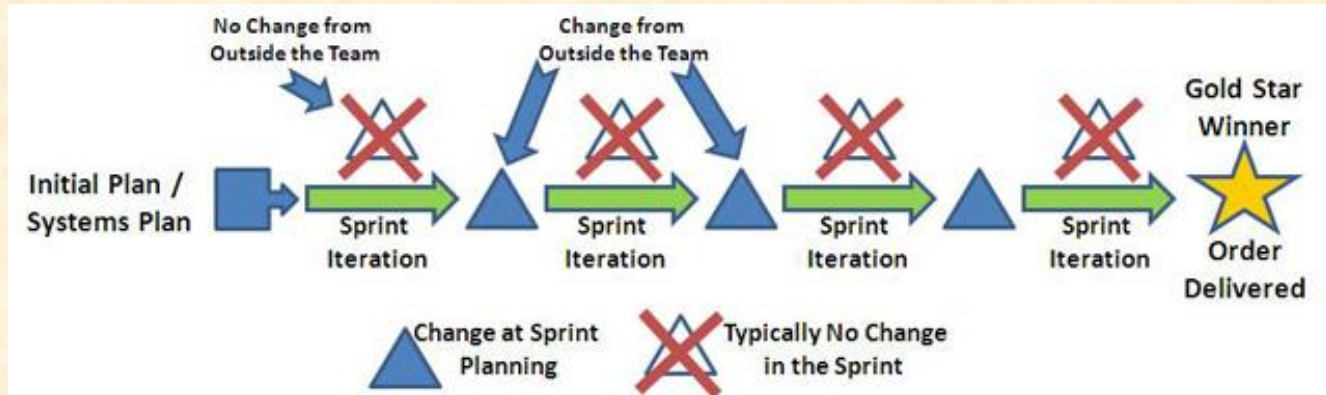 No Change from
Outside the Team
Change from
Outside the Team
Gold Star
Winner
Initial Plan /
Systems Plan
Sprint
Iteration
Sprint
Iteration
Sprint
Iteration
Sprint
Iteration
Order
Delivered
Change at Sprint
Planning
Typically No Change
in the Sprint